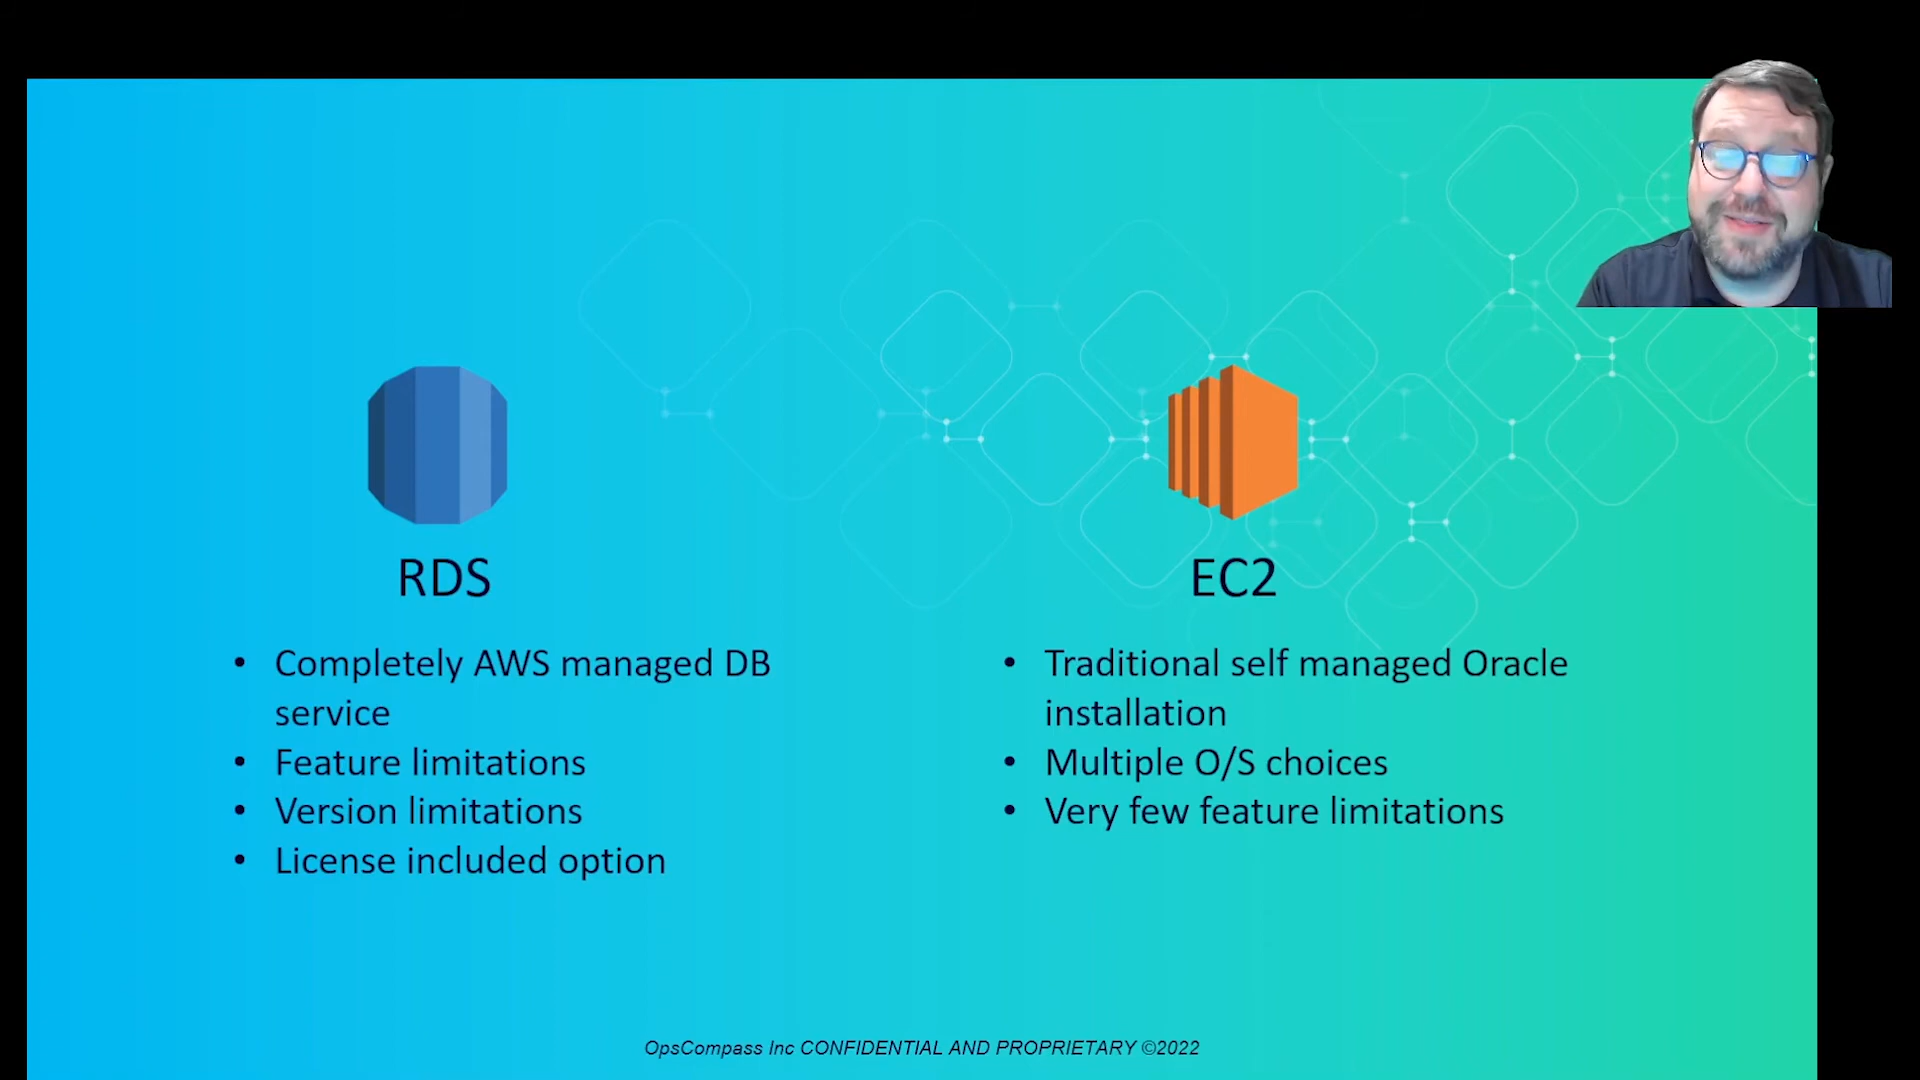 RDS
• Completely AWS managed DB
service
• Feature limitations
• Version limitations
• License included option
EC2
• Traditional self managed Oracle
installation
• Multiple O/S choices
• Very few feature limitations
OpsCompass Inc CONFIDENTIAL AND PROPRIETARY ©2022